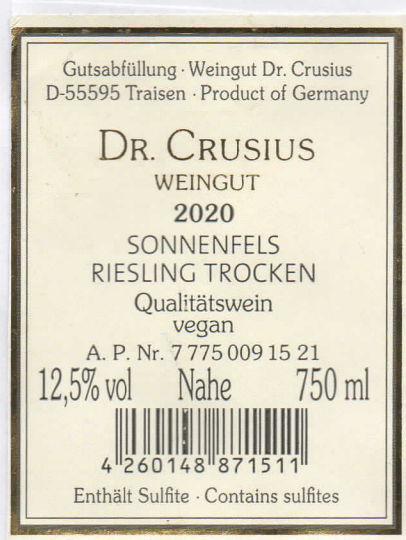 Gutsabfüllung · Weingut Dr. Crusius
D-55595 Traisen · Product of Germany
DR. CRUSIUS
WEINGUT
2020
SONNENFELS
RIESLING TROCKEN
Qualitätswein
vegan
A. P. Nr. 7 775 009 15 21
12,5% vol Nahe 750 ml
4 260148 871511
Enthält Sulfite · Contains sulfites